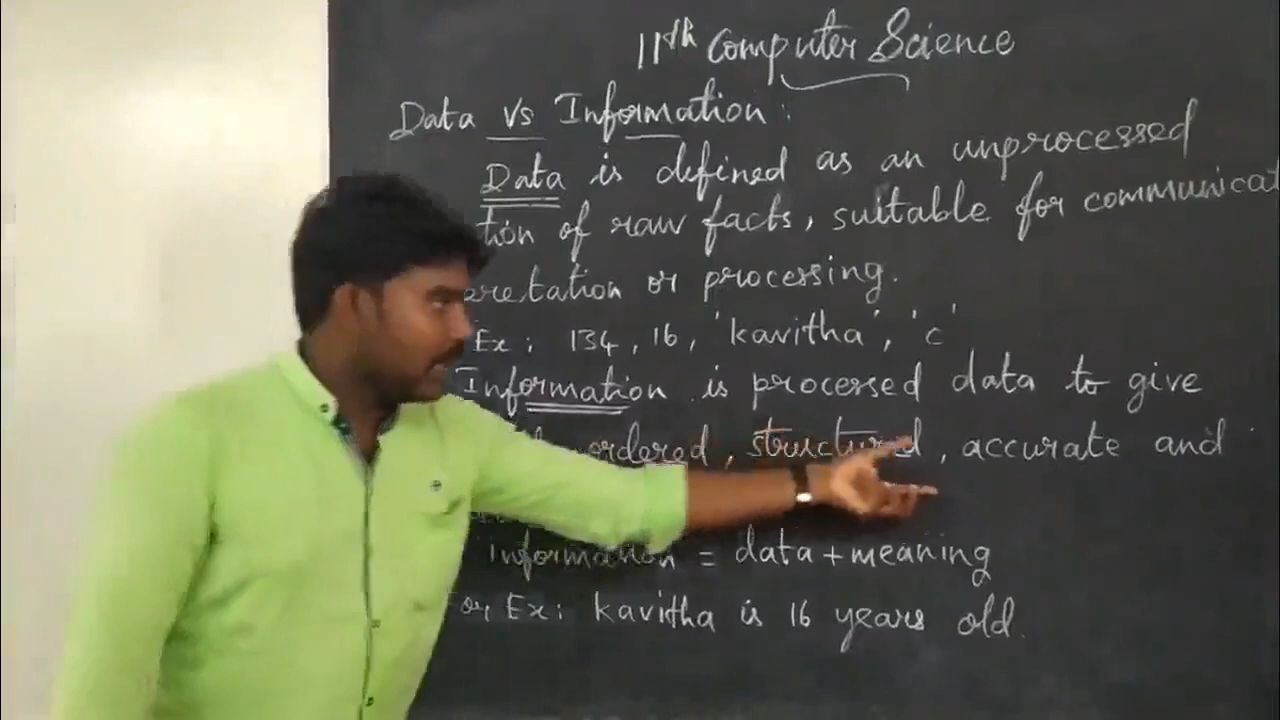 11th Computer Science
Data Vs Information:
Data is defined as an unprocessed
tion of raw facts, suitable for communicat
pretation or processing.
Ex: 134, 16, 'kavitha', 'c'
Information is processed data to give
ordered, structured, accurate and
Information = data + meaning
For Ex: kavitha is 16 years old.